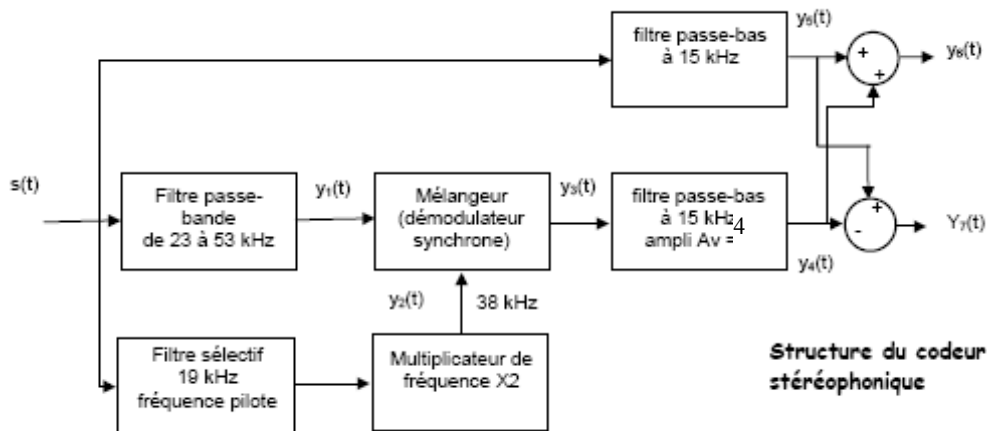 filtre passe-bas
à 15 kHz
y₅(t)
+
+
y₆(t)
s(t)
Filtre passe-
bande
de 23 à 53 kHz
y₁(t)
Mélangeur
(démodulateur
synchrone)
y₃(t)
filtre passe-bas
à 15 kHz
ampli Av =4
y₄(t)
+
-
Y₇(t)
y₂(t)
38 kHz
Filtre sélectif
19 kHz
fréquence pilote
Multiplicateur de
fréquence X2
Structure du codeur
stéréophonique